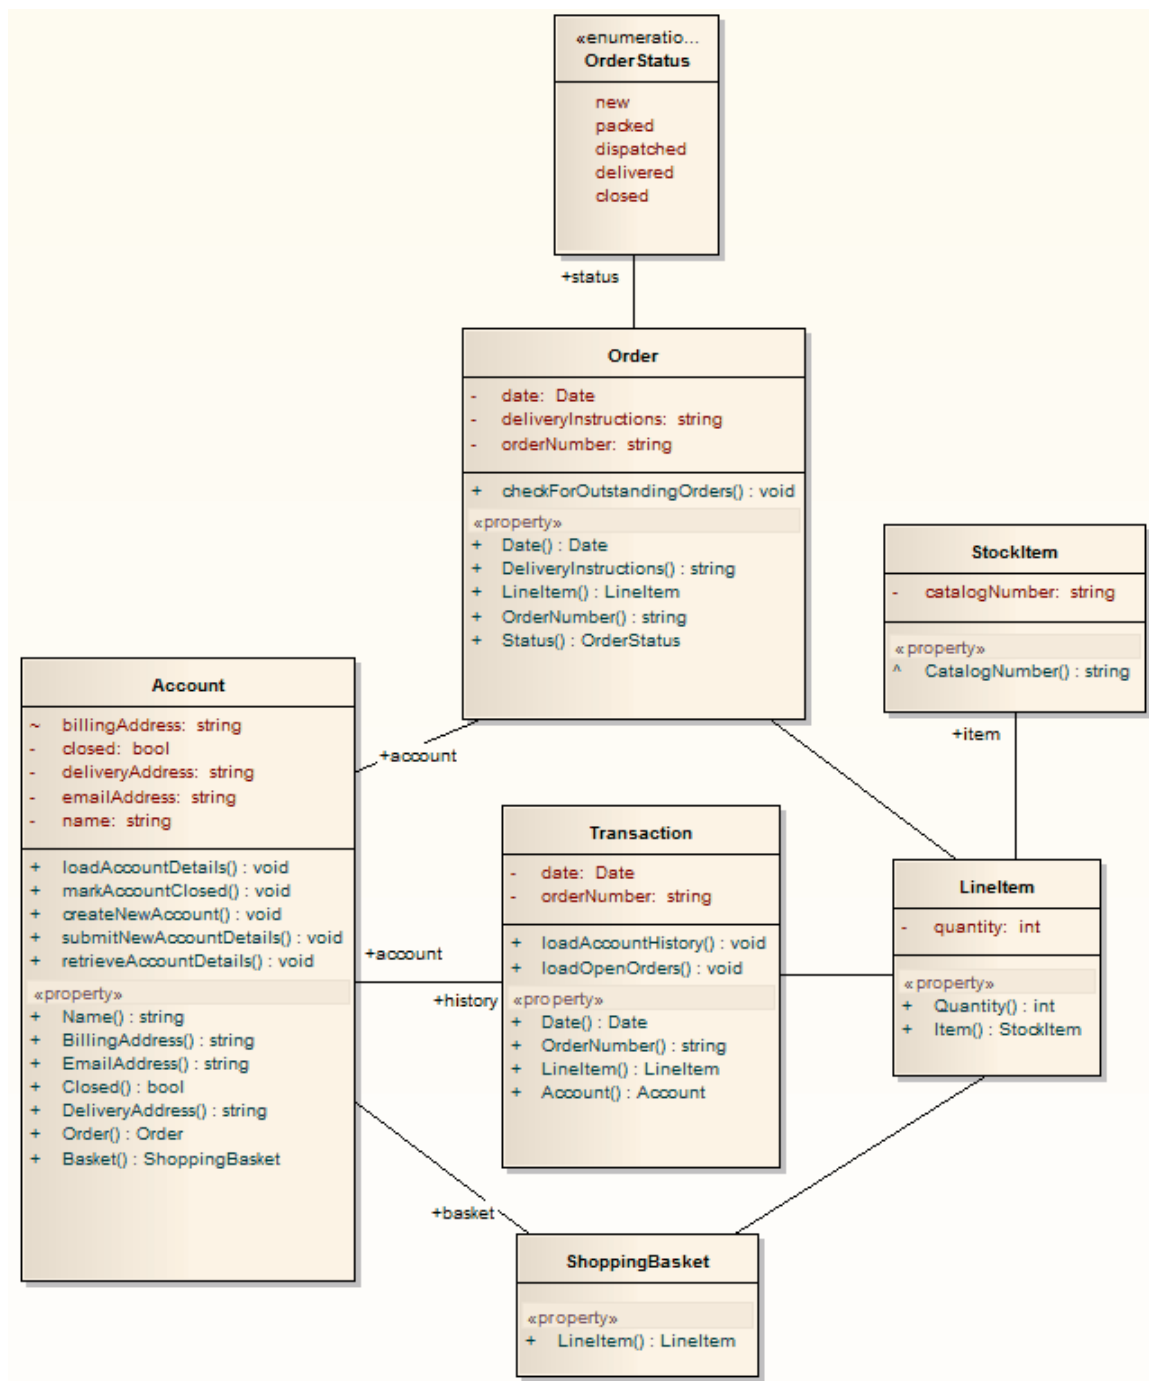 «enumeratio...
OrderStatus
new
packed
dispatched
delivered
closed
+status
Order
- date: Date
- deliveryInstructions: string
- orderNumber: string
+ checkForOutstandingOrders() : void
«property»
+ Date() : Date
+ DeliveryInstructions() : string
+ LineItem() : LineItem
+ OrderNumber() : string
+ Status() : OrderStatus
StockItem
- catalogNumber: string
«property»
^ CatalogNumber() : string
+item
Account
~ billingAddress: string
- closed: bool
- deliveryAddress: string
- emailAddress: string
- name: string
+ loadAccountDetails() : void
+ markAccountClosed() : void
+ createNewAccount() : void
+ submitNewAccountDetails() : void
+ retrieveAccountDetails() : void
«property»
+ Name() : string
+ BillingAddress() : string
+ EmailAddress() : string
+ Closed() : bool
+ DeliveryAddress() : string
+ Order() : Order
+ Basket() : ShoppingBasket
+account
+account
+history
Transaction
- date: Date
- orderNumber: string
+ loadAccountHistory() : void
+ loadOpenOrders() : void
«property»
+ Date() : Date
+ OrderNumber() : string
+ LineItem() : LineItem
+ Account() : Account
LineItem
- quantity: int
«property»
+ Quantity() : int
+ Item() : StockItem
+basket
ShoppingBasket
«property»
+ LineItem() : LineItem